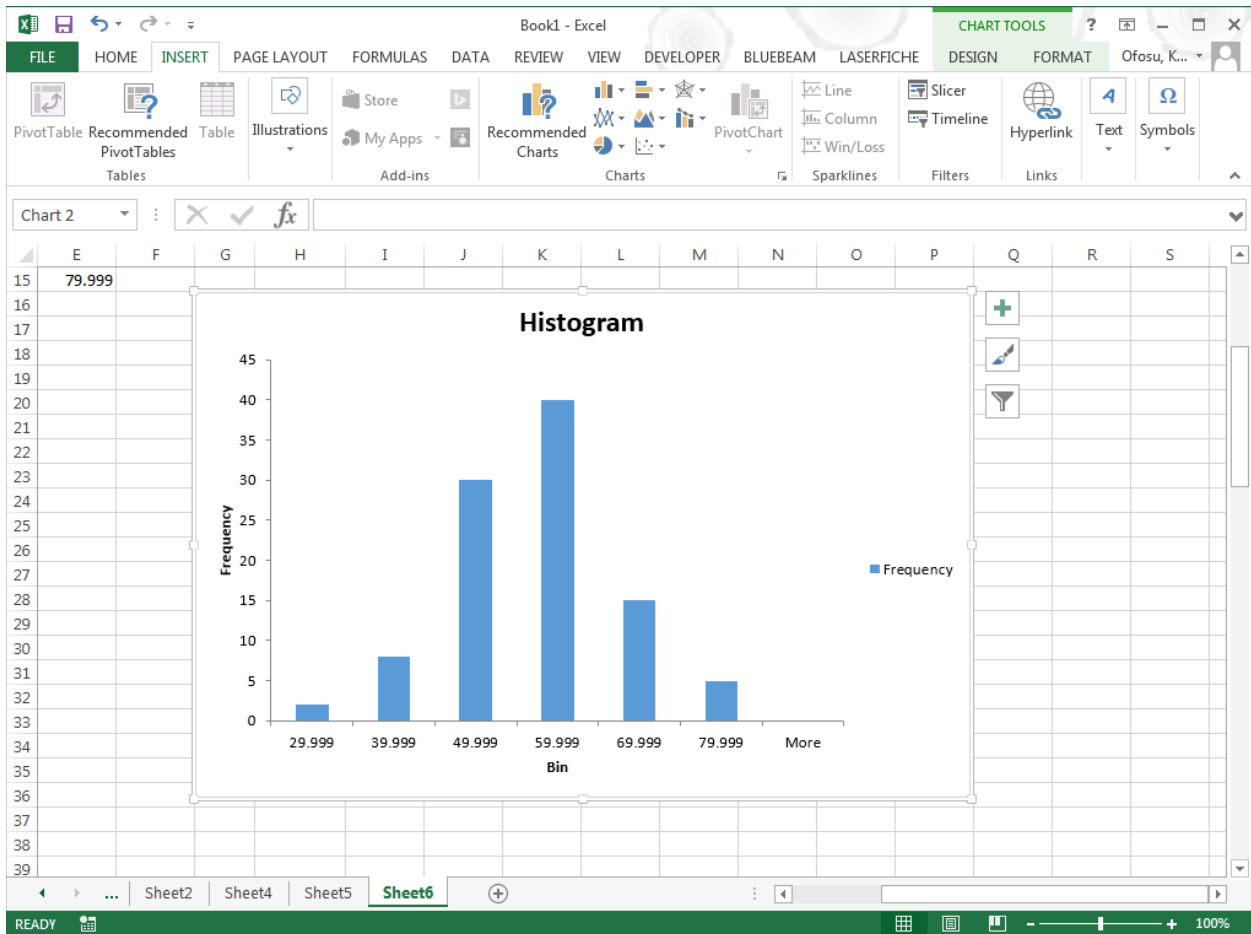 Book1 - Excel
CHART TOOLS
?
FILE HOME INSERT PAGE LAYOUT FORMULAS DATA REVIEW VIEW DEVELOPER BLUEBEAM LASERFICHE DESIGN FORMAT Ofosu, K...
PivotTable Recommended PivotTables Table
Illustrations
Store
My Apps
Recommended Charts
PivotChart
Line
Column
Win/Loss
Slicer
Timeline
Hyperlink
A Text
Ω Symbols
Tables Add-ins Charts Sparklines Filters Links
Chart 2 fx
E F G H I J K L M N O P Q R S
15 79.999
16
17
18
19
20
21
22
23
24
25
26
27
28
29
30
31
32
33
34
35
36
37
38
39
Histogram
45
40
35
30
25
20
15
10
5
0
Frequency
29.999 39.999 49.999 59.999 69.999 79.999 More
Bin
Frequency
... Sheet2 Sheet4 Sheet5 Sheet6
READY 100%